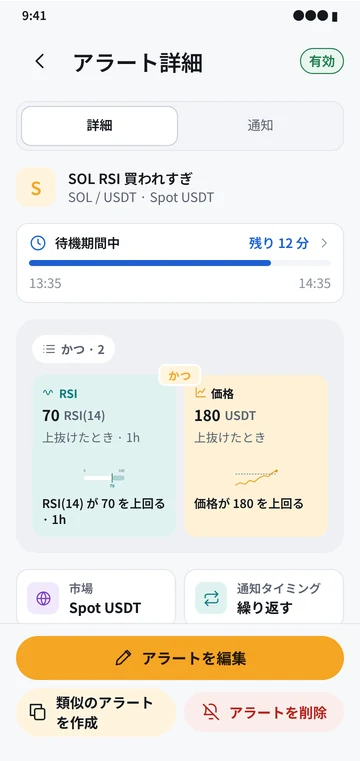 9:41
アラート詳細
有効
詳細
通知
S
SOL RSI 買われすぎ
SOL / USDT · Spot USDT
待機期間中
残り 12 分
13:35
14:35
かつ · 2
かつ
RSI
70 RSI(14)
上抜けたとき · 1h
RSI(14) が 70 を上回る
· 1h
価格
180 USDT
上抜けたとき
価格が 180 を上回る
市場
Spot USDT
通知タイミング
繰り返す
アラートを編集
類似のアラート
を作成
アラートを削除